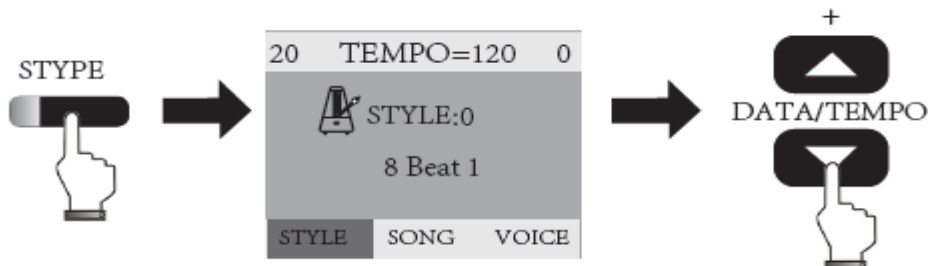 STYPE
20 TEMPO=120 0
STYLE:0
8 Beat 1
STYLE SONG VOICE
+
DATA/TEMPO